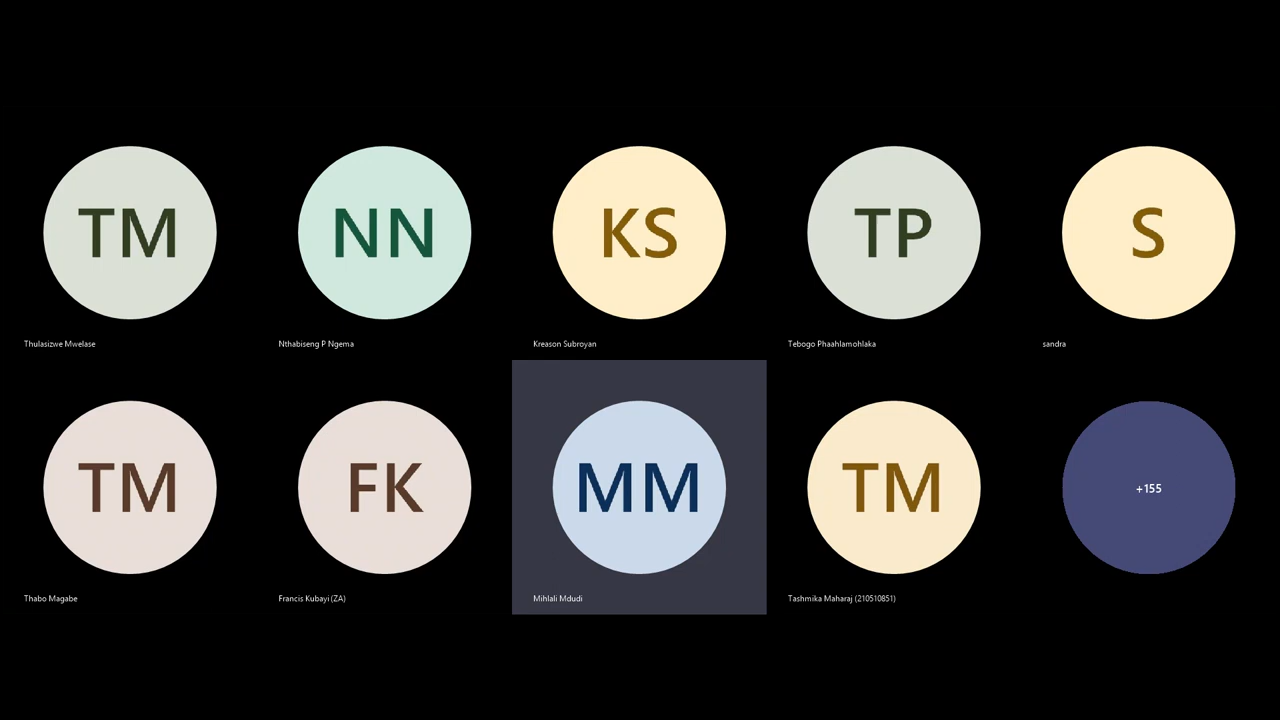 TM
NN
KS
TP
S
Thulasizwe Mwelase
Nthabiseng P Ngema
Kreason Subroyan
Tebogo Phaahlamohlaka
sandra
TM
FK
MM
TM
+155
Thabo Magabe
Francis Kubayi (ZA)
Mihlali Mdudi
Tashmika Maharaj (210510851)